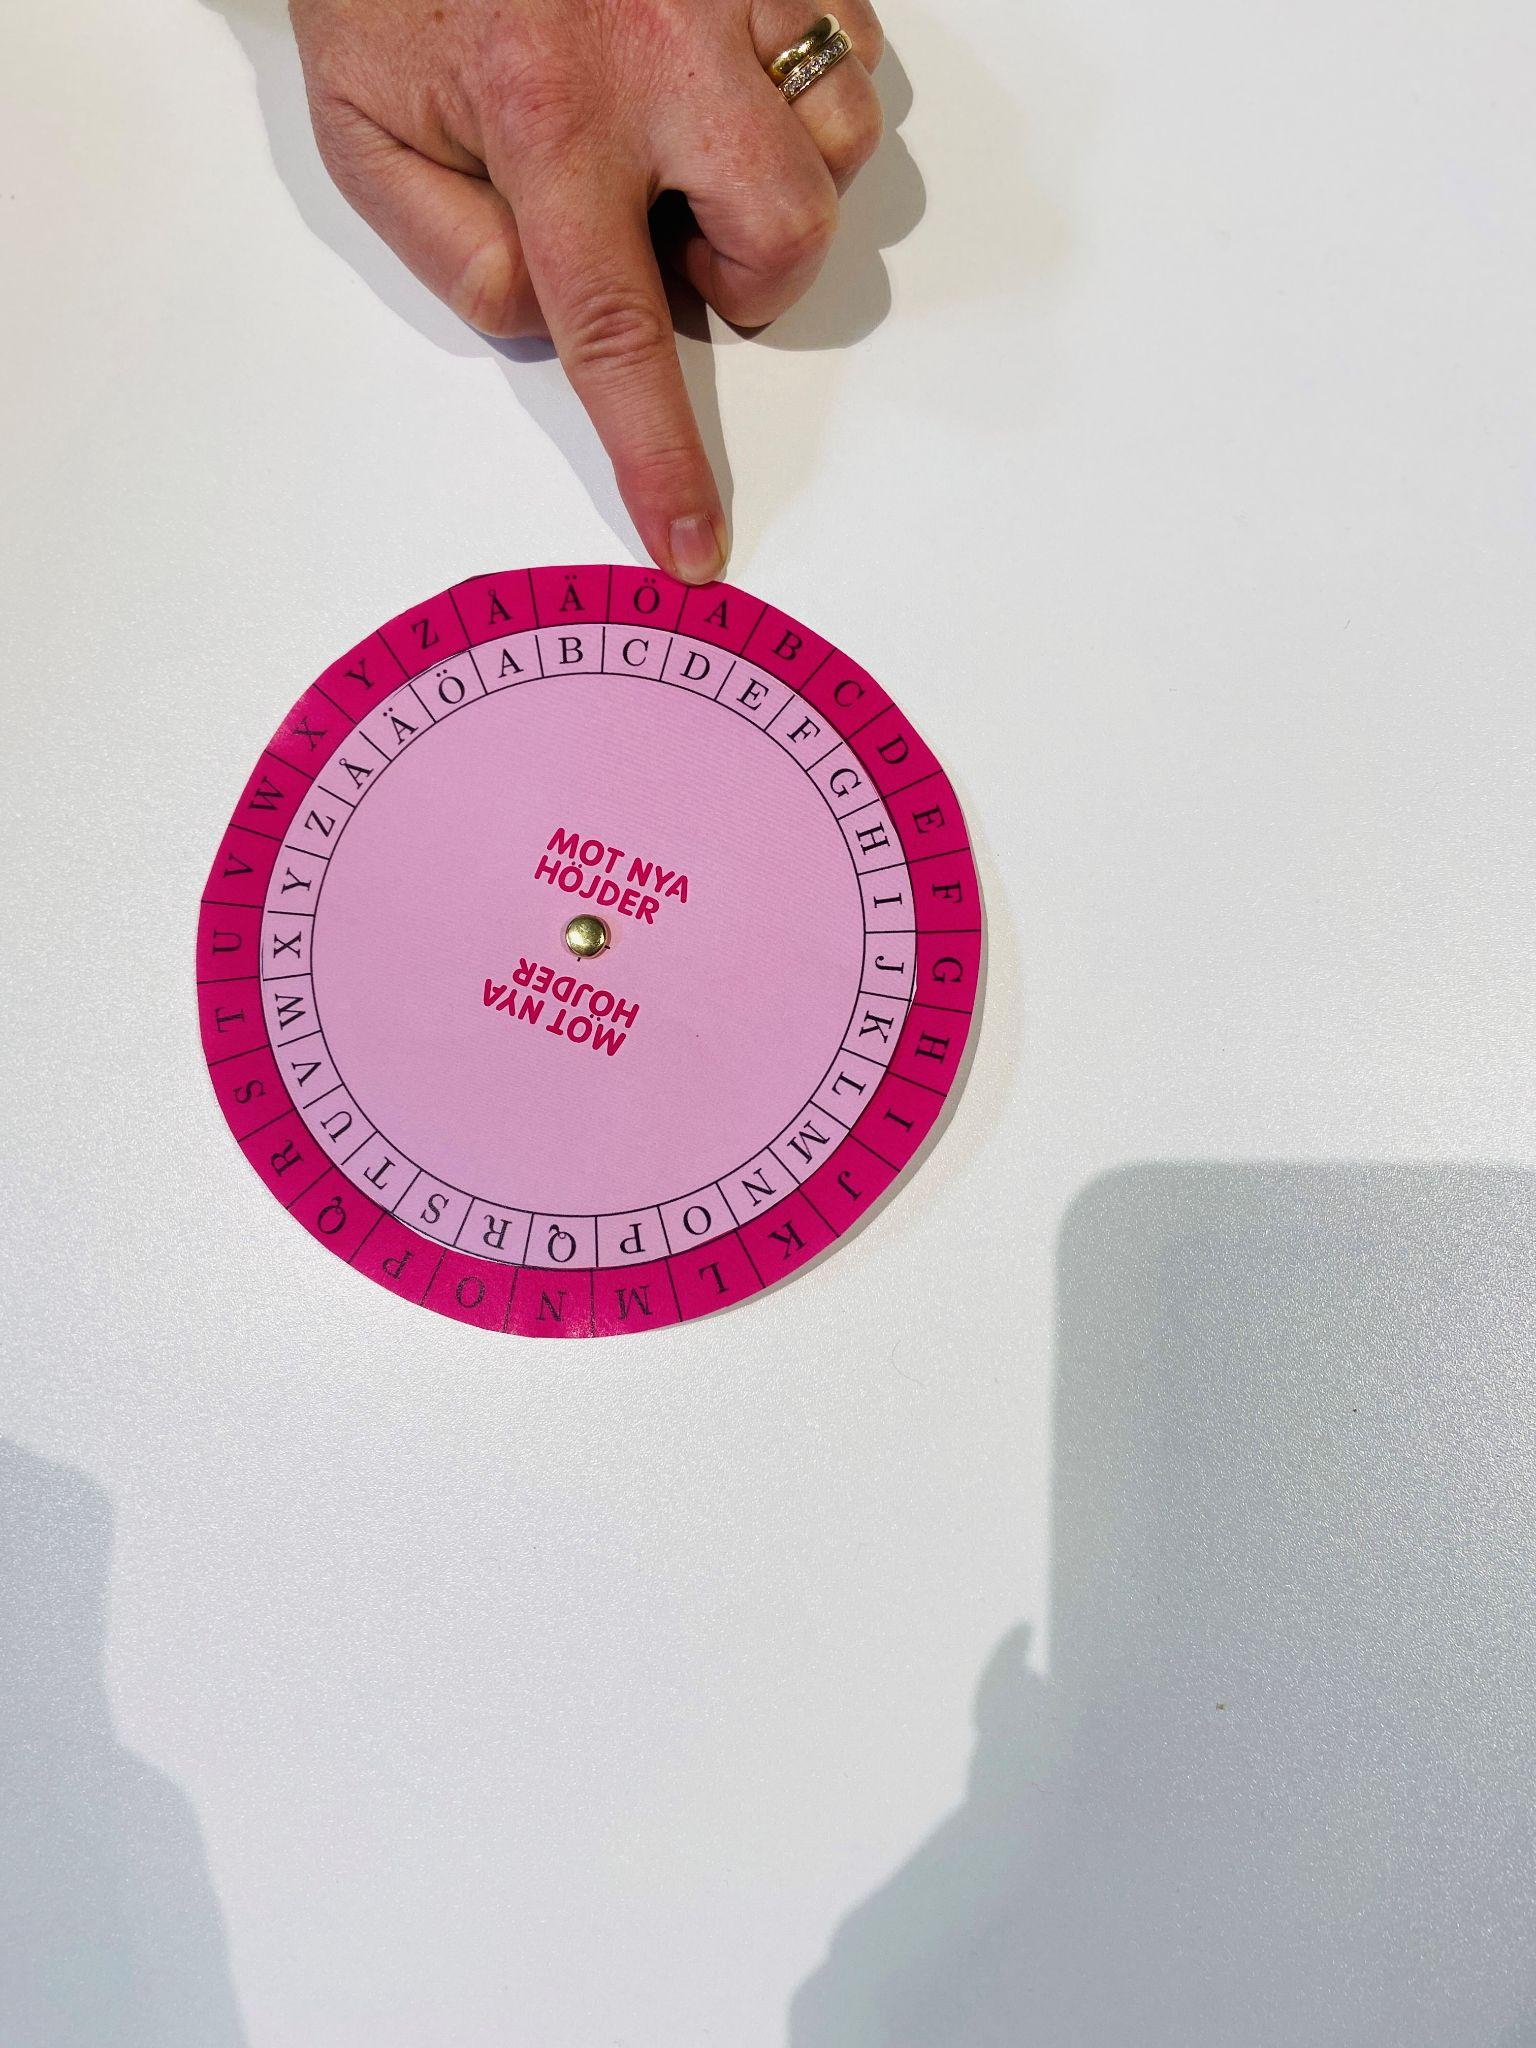 A B C D E F G H I J K L M N O P Q R S T U V W X Y Z Å Ä Ö
A B C D E F G H I J K L M N O P Q R S T U V W X Y Z Å Ä Ö
MOT NYA
HÖJDER
MOT NYA
HÖJDER